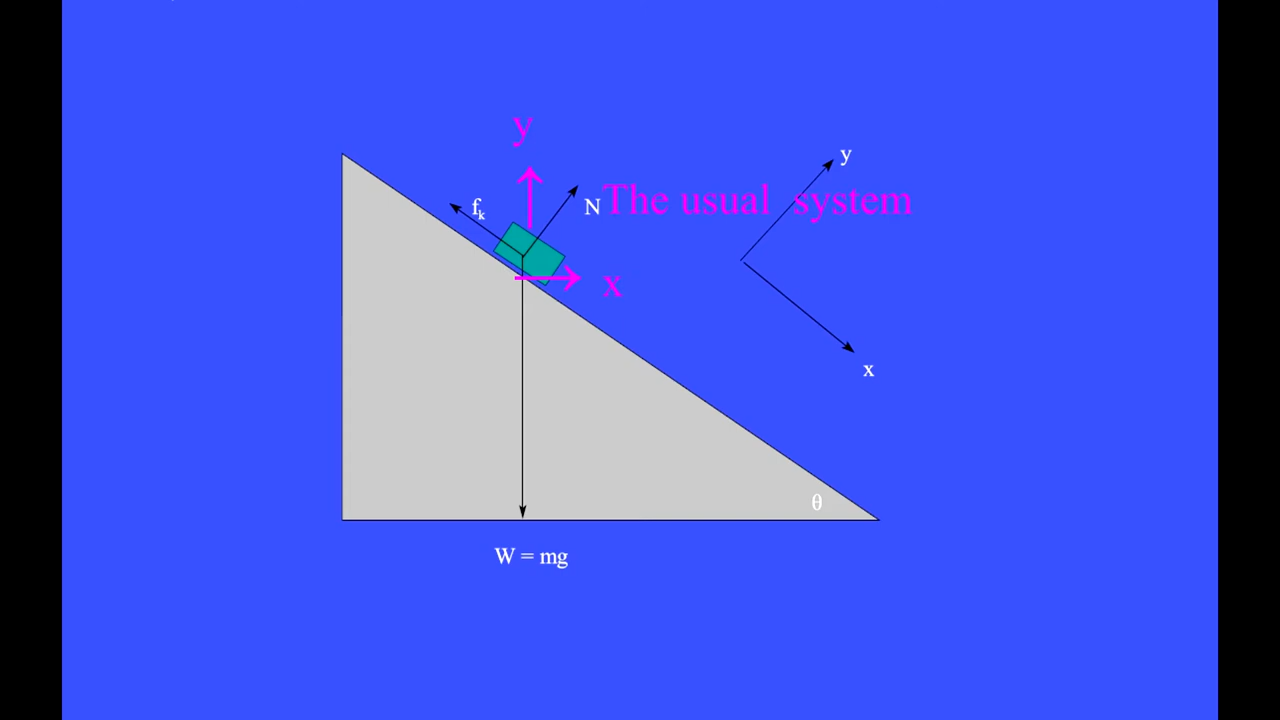 y
y
The usual system
N
fk
x
x
θ
W = mg